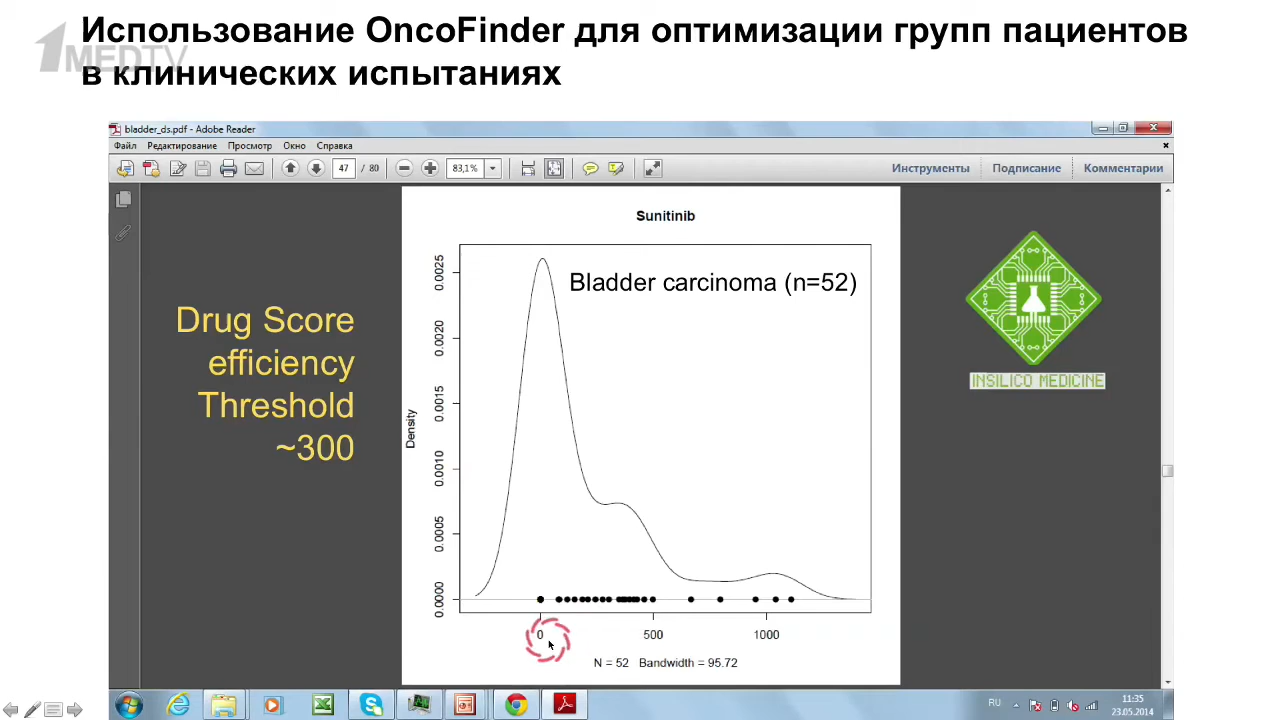 Использование OncoFinder для оптимизации групп пациентов
в клинических испытаниях
1MEDTV
bladder_ds.pdf - Adobe Reader
Файл Редактирование Просмотр Окно Справка
47 / 80 83,1% Инструменты Подписание Комментарии
Sunitinib
Bladder carcinoma (n=52)
Drug Score
efficiency
Threshold
~300
INSILICO MEDICINE
Density
0.0025
0.0020
0.0015
0.0010
0.0005
0.0000
0 500 1000
N = 52 Bandwidth = 95.72
RU
11:35
23.05.2014